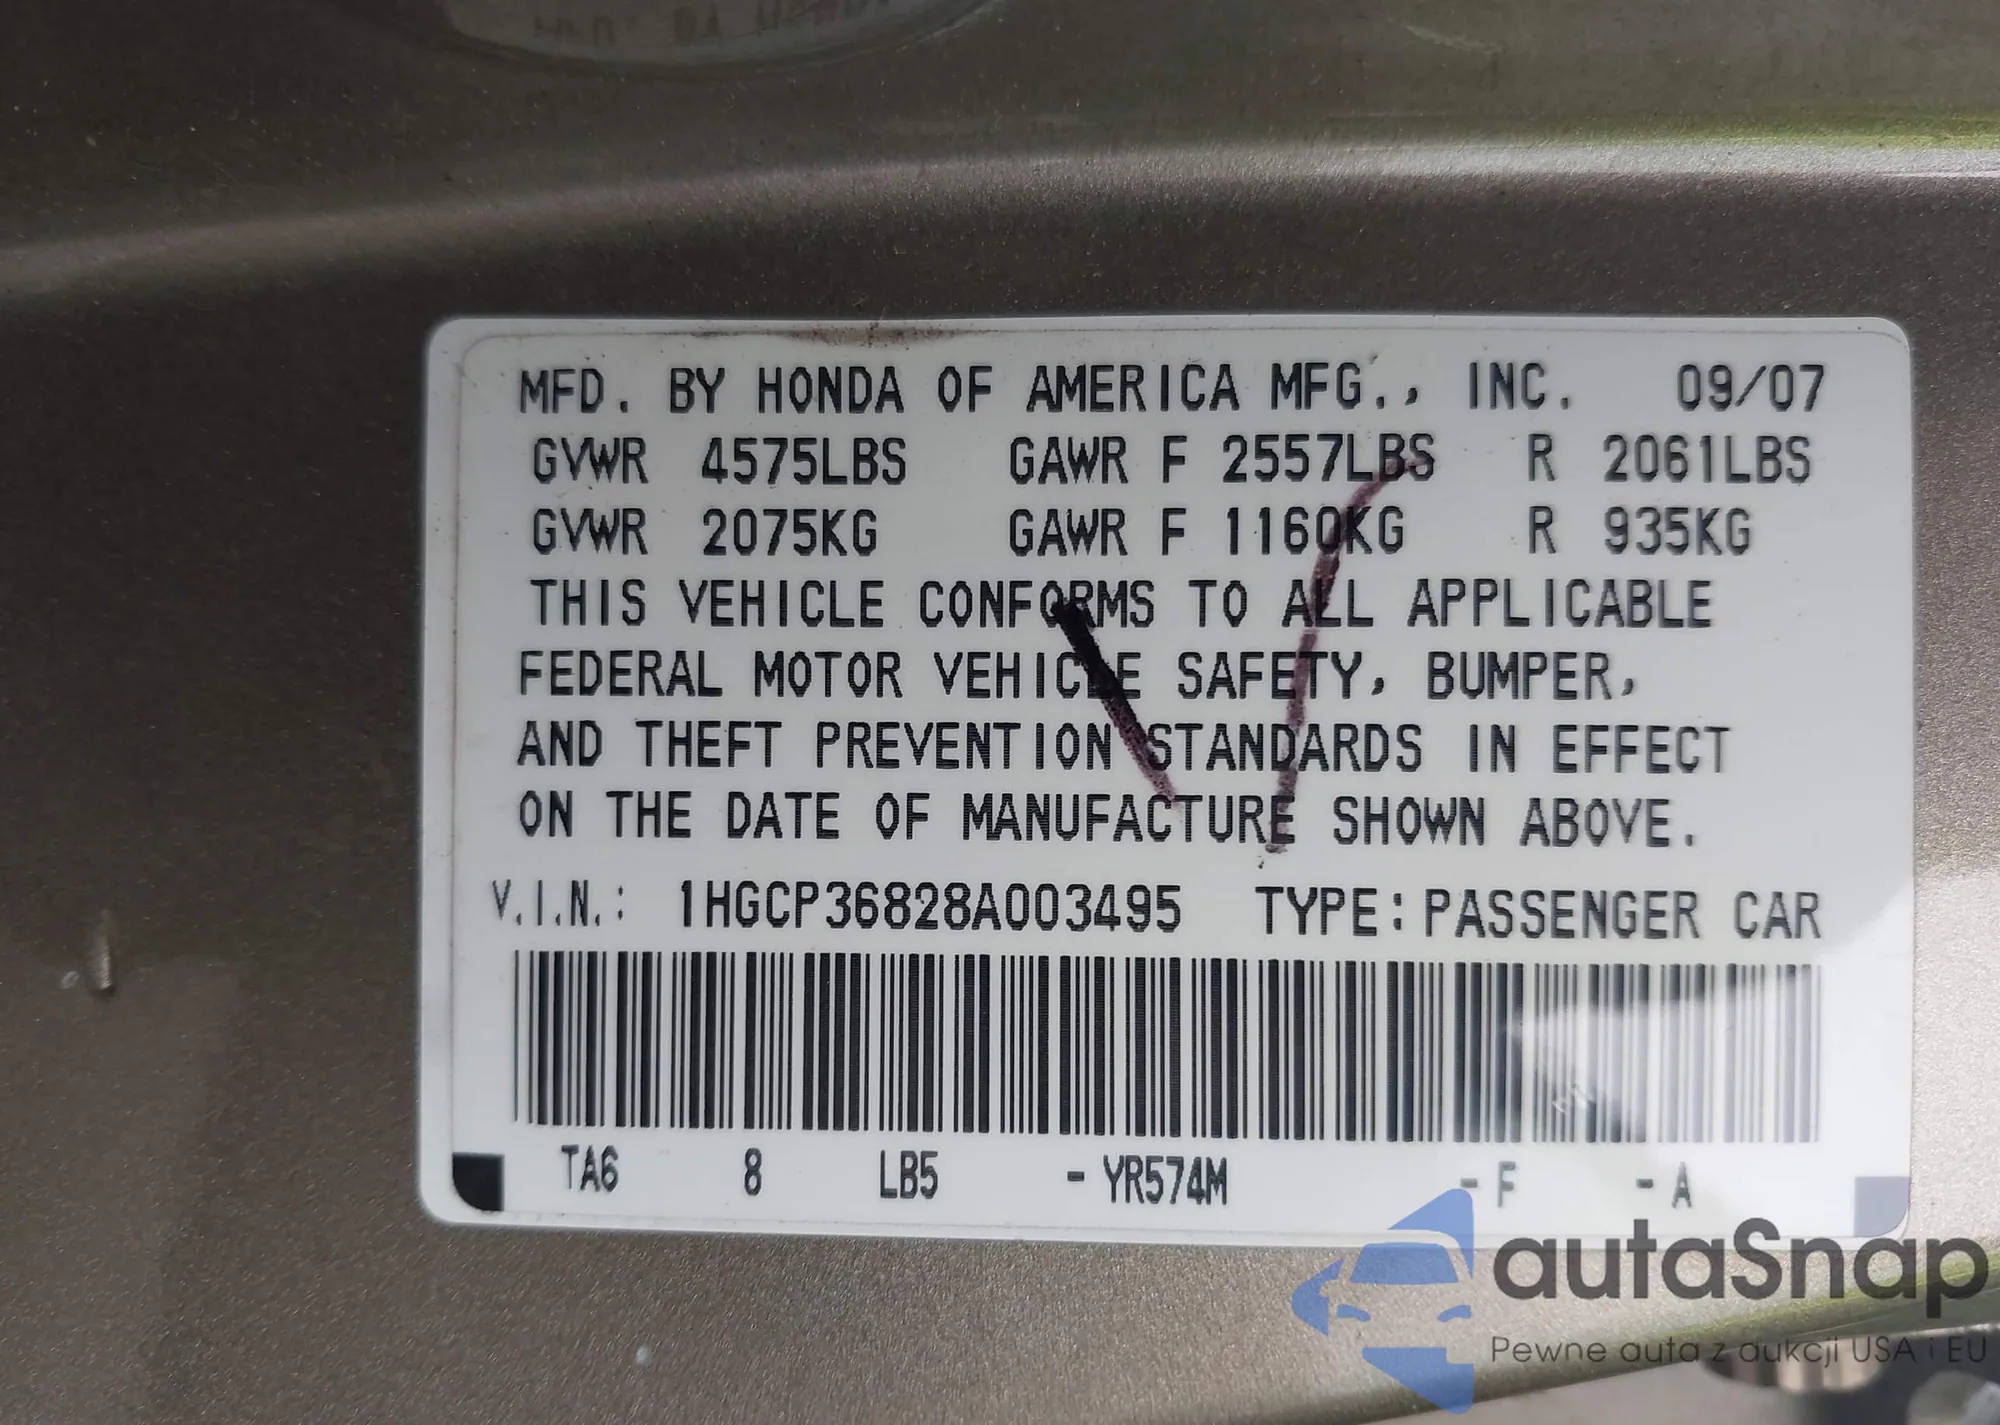 MFD. BY HONDA OF AMERICA MFG., INC. 09/07
GVWR 4575LBS GAWR F 2557LBS R 2061LBS
GVWR 2075KG GAWR F 1160KG R 935KG
THIS VEHICLE CONFORMS TO ALL APPLICABLE
FEDERAL MOTOR VEHICLE SAFETY, BUMPER,
AND THEFT PREVENTION STANDARDS IN EFFECT
ON THE DATE OF MANUFACTURE SHOWN ABOVE.
V.I.N.: 1HGCP36828A003495 TYPE: PASSENGER CAR
TA6 8 LB5 - YR574M - F - A
autaSnap
Pewne auta z aukcji USA i EU